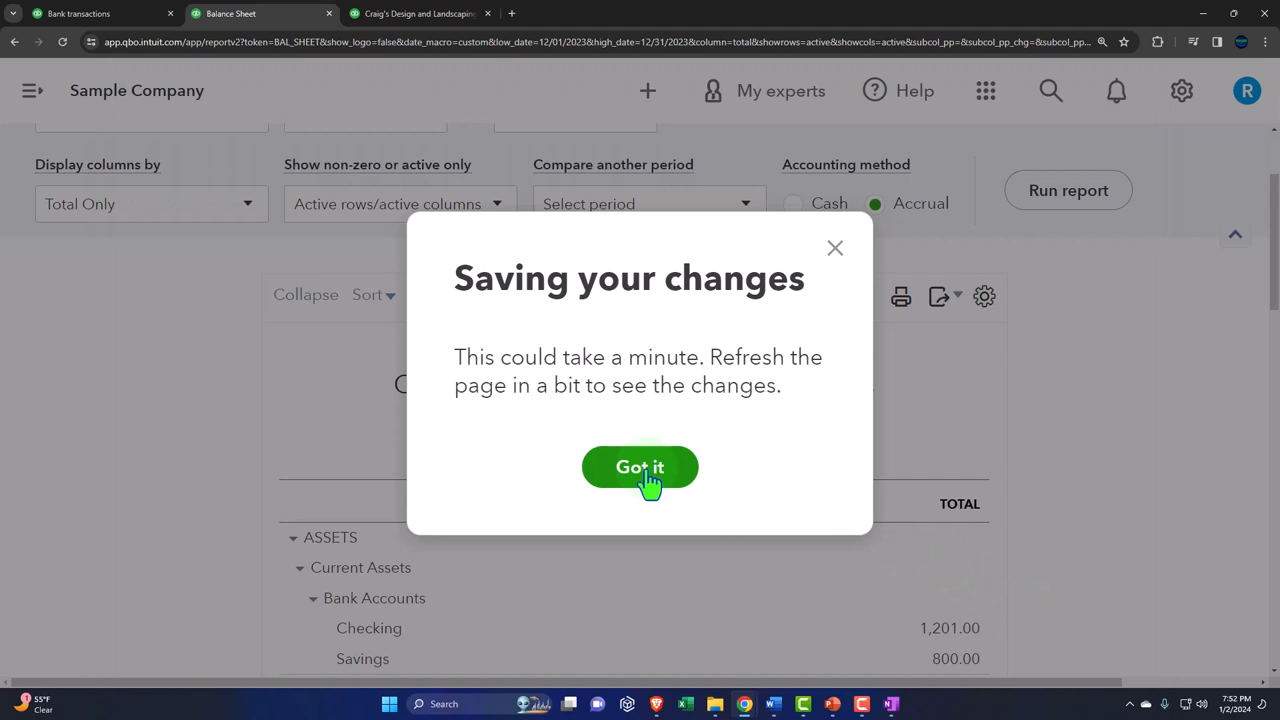 Bank transactions
Balance Sheet
Craig's Design and Landscaping
app.qbo.intuit.com/app/reportv2?token=BAL_SHEET&show_logo=false&date_macro=custom&low_date=12/01/2023&high_date=12/31/2023&column=total&showrows=active&showcols=active&subcol_pp=&subcol_pp_chg=&subcol_pp_...
Sample Company
My experts
Help
R
Display columns by
Show non-zero or active only
Compare another period
Accounting method
Total Only
Active rows/active columns
Select period
Cash
Accrual
Run report
Saving your changes
Collapse
Sort
This could take a minute. Refresh the
page in a bit to see the changes.
Got it
TOTAL
ASSETS
Current Assets
Bank Accounts
Checking
1,201.00
Savings
800.00
55°F
Clear
Search
7:52 PM
1/2/2024